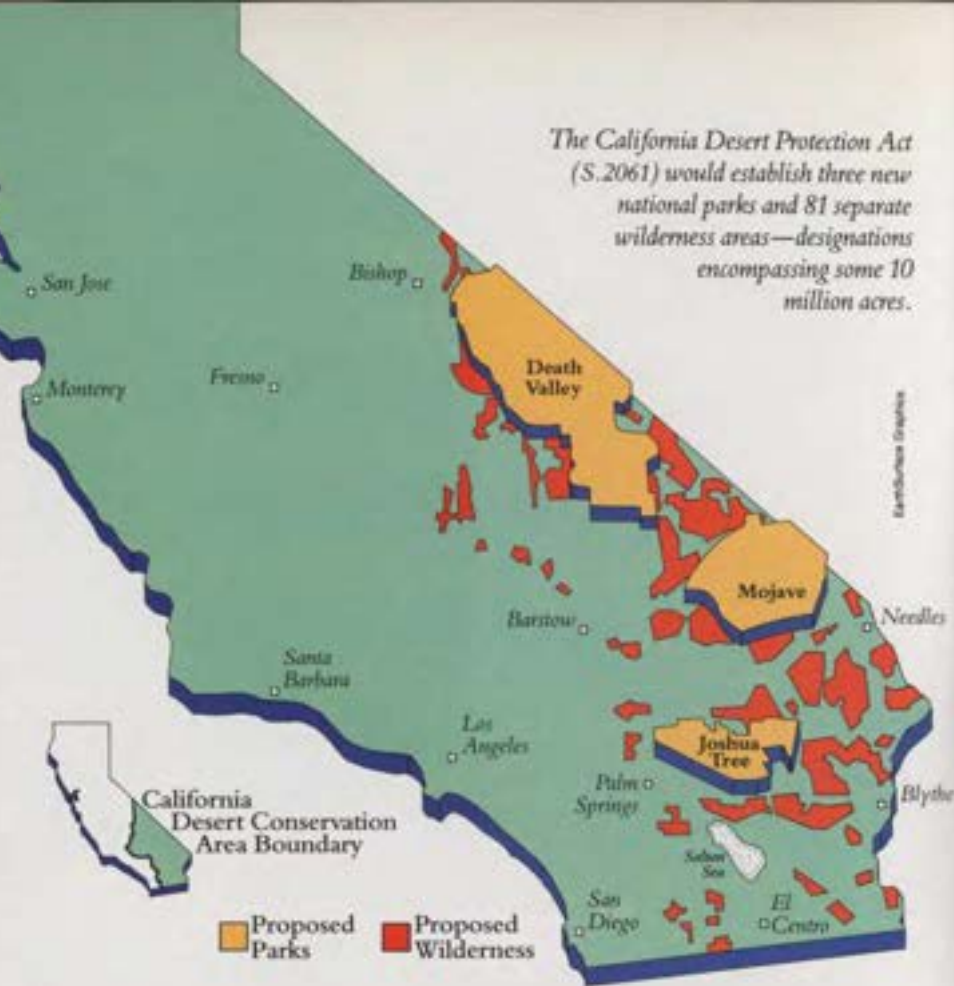 The California Desert Protection Act
(S.2061) would establish three new
national parks and 81 separate
wilderness areas—designations
encompassing some 10
million acres.
EarthSurface Graphics
Bishop
San Jose
Death
Valley
Fresno
Monterey
Mojave
Needles
Barstow
Santa
Barbara
Los
Angeles
Joshua
Tree
Palm
Springs
Blythe
Salton
Sea
San
Diego
El
Centro
California
Desert Conservation
Area Boundary
Proposed
Parks
Proposed
Wilderness